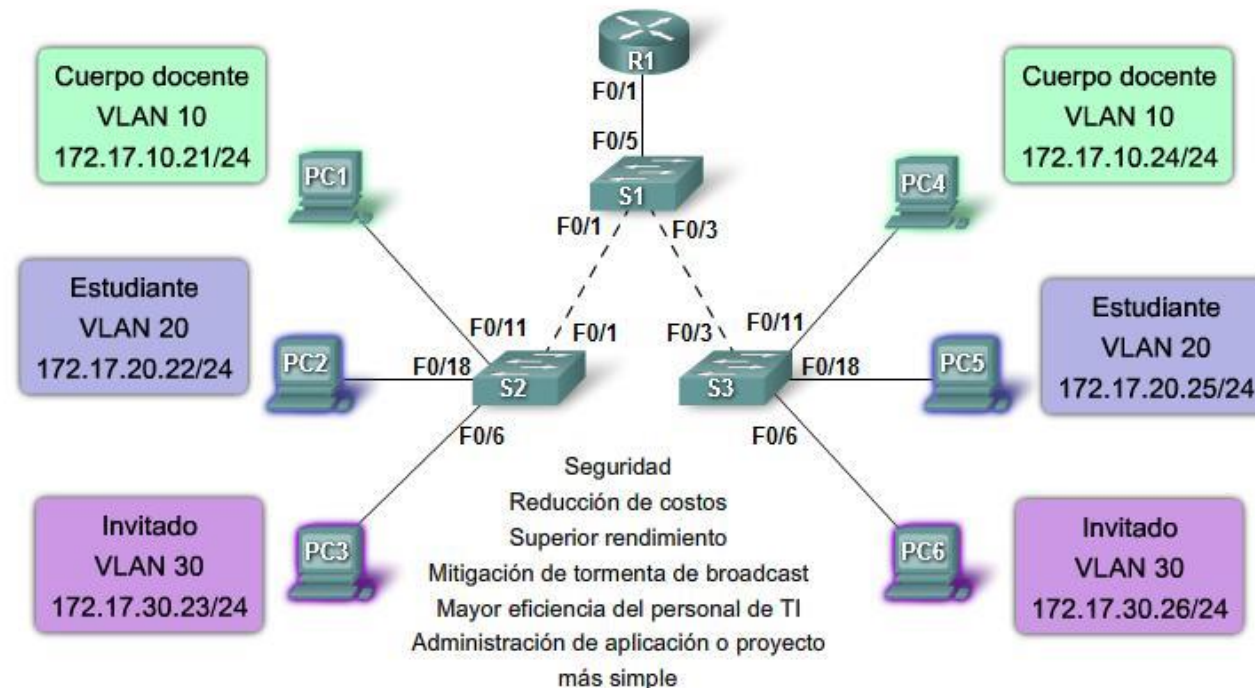 R1
F0/1
F0/5
S1
F0/1
F0/3
Cuerpo docente
VLAN 10
172.17.10.21/24
PC1
Cuerpo docente
VLAN 10
172.17.10.24/24
PC4
Estudiante
VLAN 20
172.17.20.22/24
PC2
F0/11
F0/1
F0/18
S2
F0/6
F0/3
F0/11
F0/18
S3
F0/6
PC5
Estudiante
VLAN 20
172.17.20.25/24
Invitado
VLAN 30
172.17.30.23/24
PC3
Seguridad
Reducción de costos
Superior rendimiento
Mitigación de tormenta de broadcast
Mayor eficiencia del personal de TI
Administración de aplicación o proyecto
más simple
PC6
Invitado
VLAN 30
172.17.30.26/24